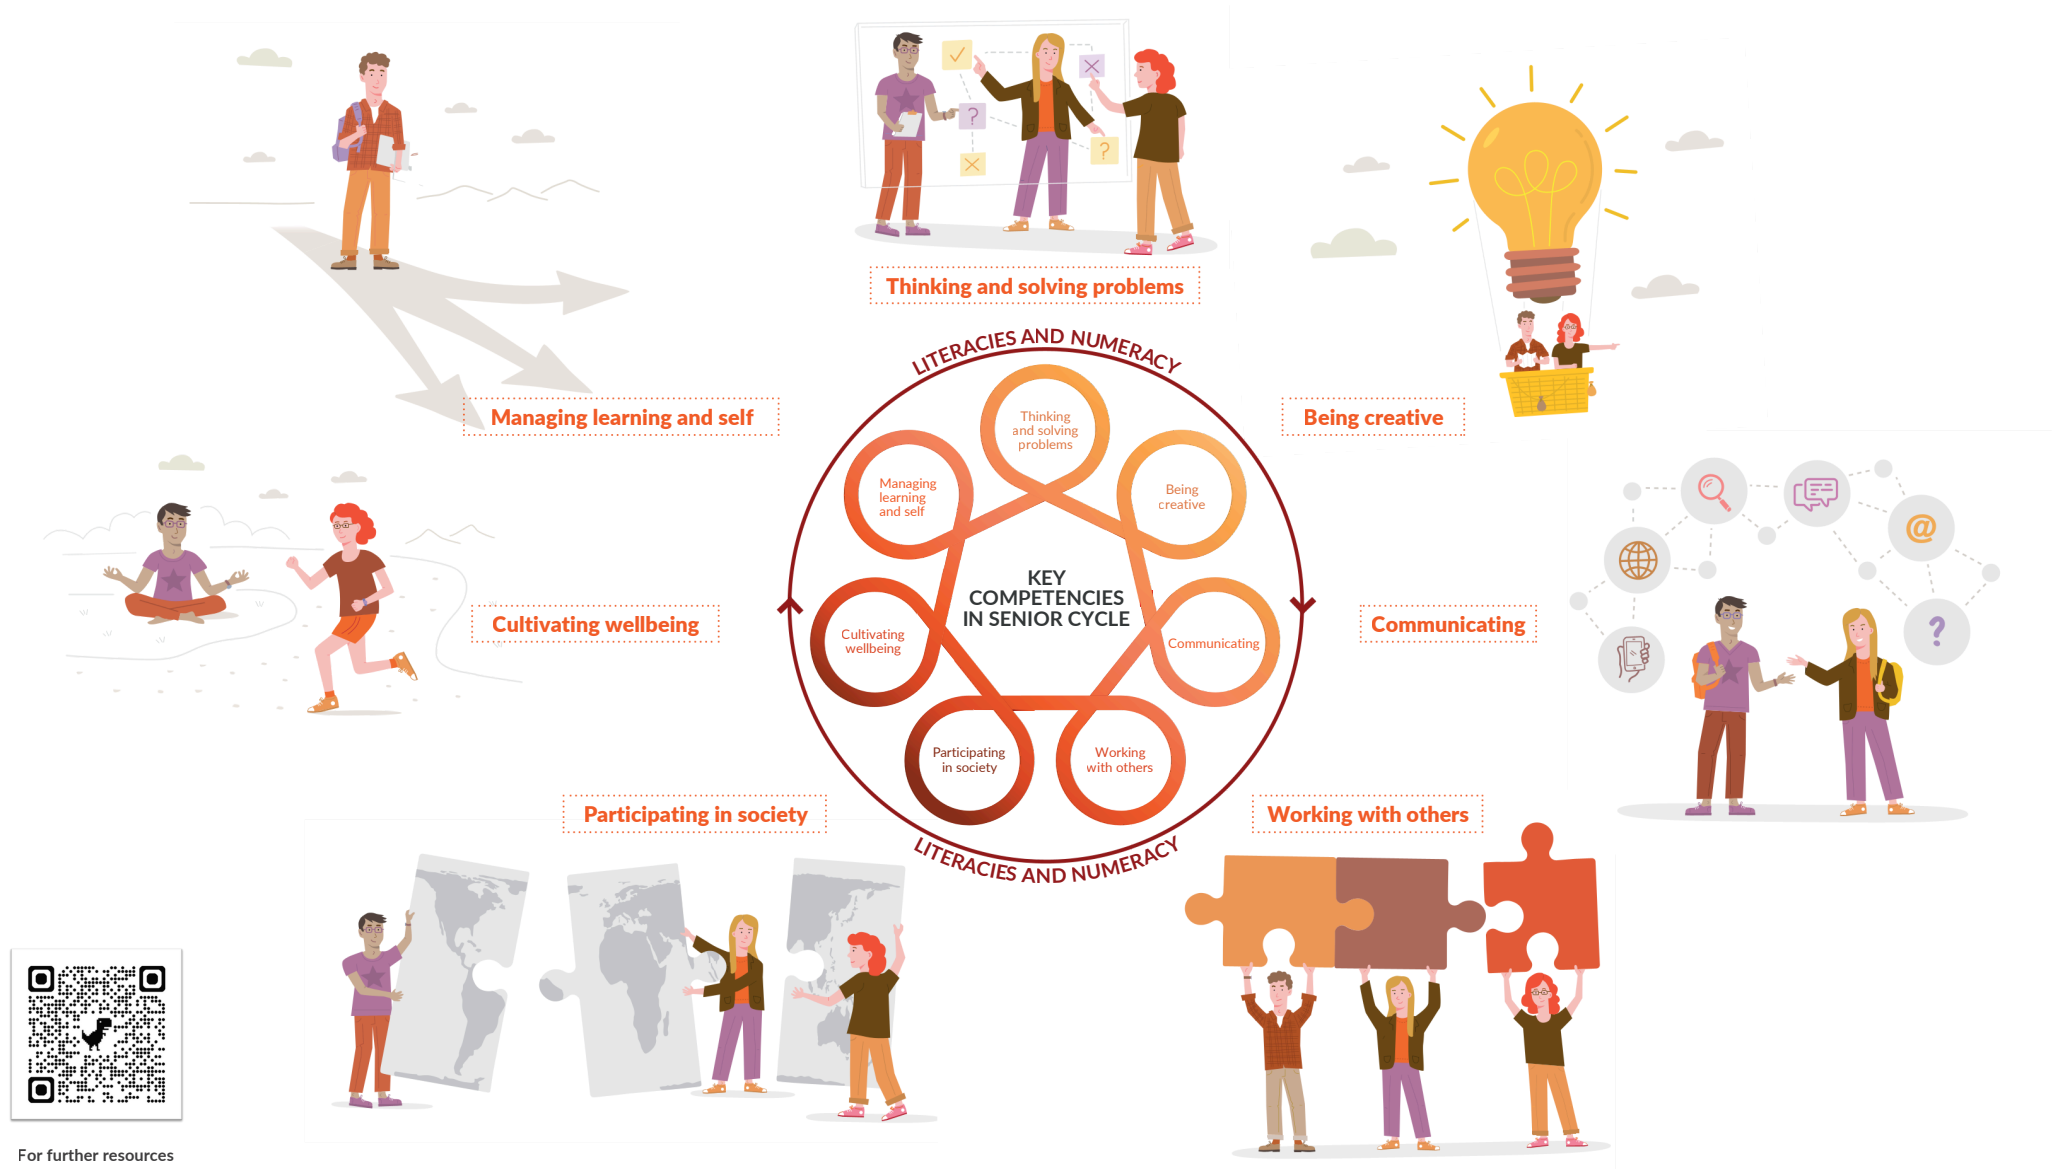 Thinking and solving problems
LITERACIES AND NUMERACY
Managing learning and self
Being creative
Thinking
and solving
problems
Managing
learning
and self
Being
creative
@
?
KEY
COMPETENCIES
IN SENIOR CYCLE
Cultivating wellbeing
Communicating
Cultivating
wellbeing
Communicating
Participating
in society
Working
with others
Participating in society
Working with others
LITERACIES AND NUMERACY
For further resources